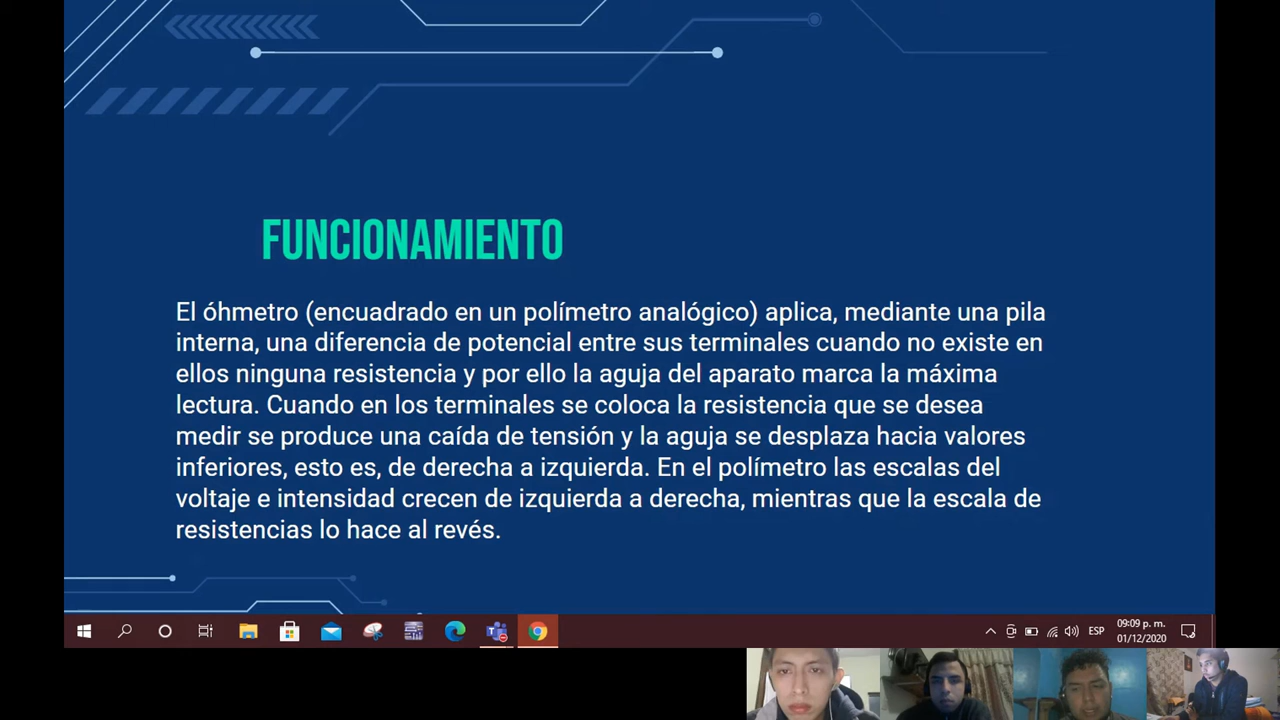 FUNCIONAMIENTO
El óhmetro (encuadrado en un polímetro analógico) aplica, mediante una pila
interna, una diferencia de potencial entre sus terminales cuando no existe en
ellos ninguna resistencia y por ello la aguja del aparato marca la máxima
lectura. Cuando en los terminales se coloca la resistencia que se desea
medir se produce una caída de tensión y la aguja se desplaza hacia valores
inferiores, esto es, de derecha a izquierda. En el polímetro las escalas del
voltaje e intensidad crecen de izquierda a derecha, mientras que la escala de
resistencias lo hace al revés.
ESP
09:09 p. m.
01/12/2020